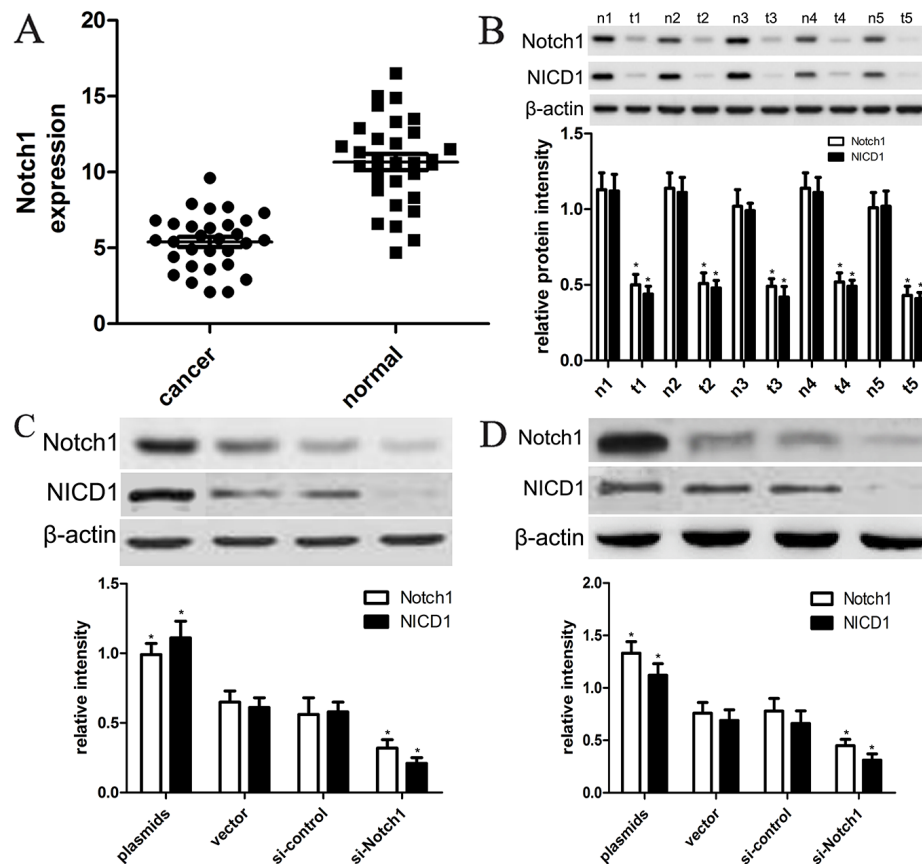 A
Notch1
expression
20
15
10
5
0
cancer
normal
B
n1 t1 n2 t2 n3 t3 n4 t4 n5 t5
Notch1
NICD1
β-actin
relative protein intensity
1.5
1.0
0.5
0.0
Notch1
NICD1
* * * * * * * * * *
n1 t1 n2 t2 n3 t3 n4 t4 n5 t5
C
Notch1
NICD1
β-actin
relative intensity
1.5
1.0
0.5
0.0
Notch1
NICD1
* * * *
plasmids
vector
si-control
si-Notch1
D
Notch1
NICD1
β-actin
relative intensity
2.0
1.5
1.0
0.5
0.0
Notch1
NICD1
* * * *
plasmids
vector
si-control
si-Notch1